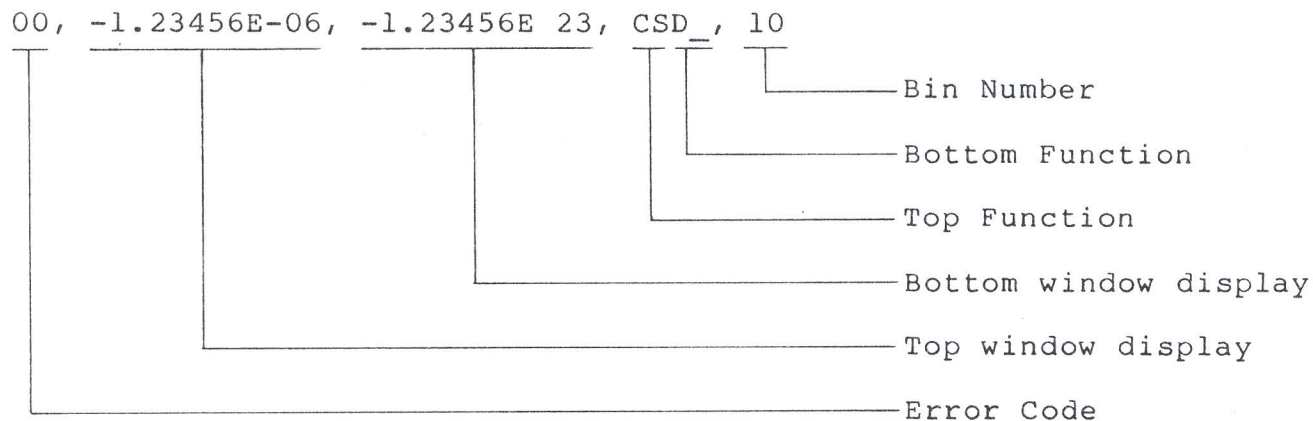 00, -1.23456E-06, -1.23456E 23, CSD_, 10
Bin Number
Bottom Function
Top Function
Bottom window display
Top window display
Error Code